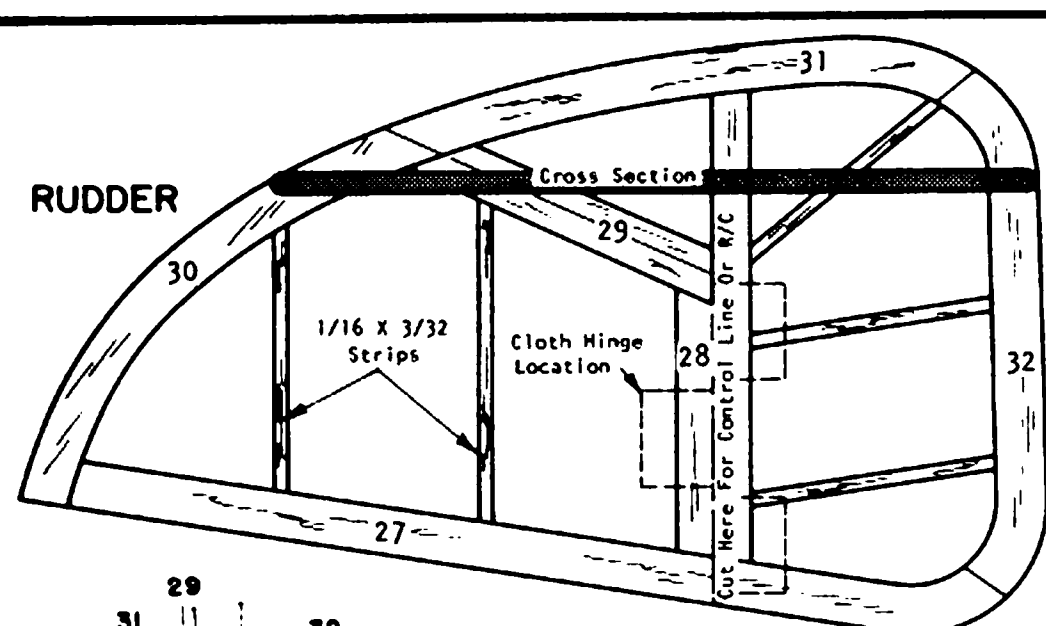 31
Cross Section
RUDDER
29
30
1/16 X 3/32
Strips
Cloth Hinge
Location
28
Cut Here For Control Line Or R/C
32
27
29
31